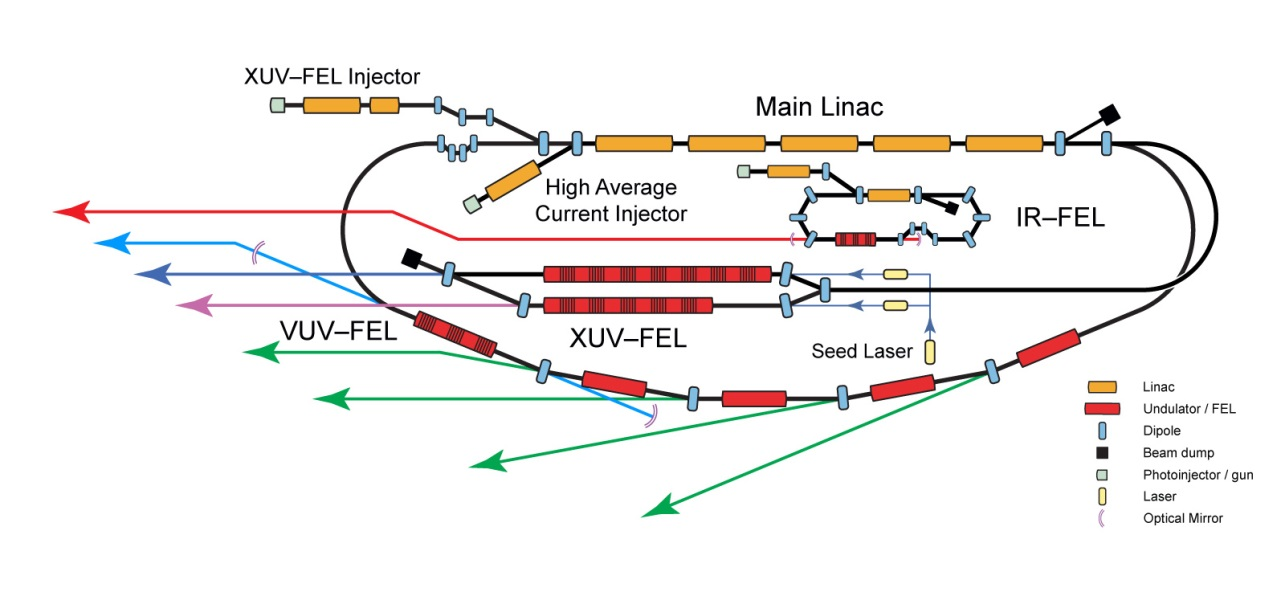 XUV–FEL Injector
Main Linac
High Average
Current Injector
IR–FEL
VUV–FEL
XUV–FEL
Seed Laser
Linac
Undulator / FEL
Dipole
Beam dump
Photoinjector / gun
Laser
Optical Mirror